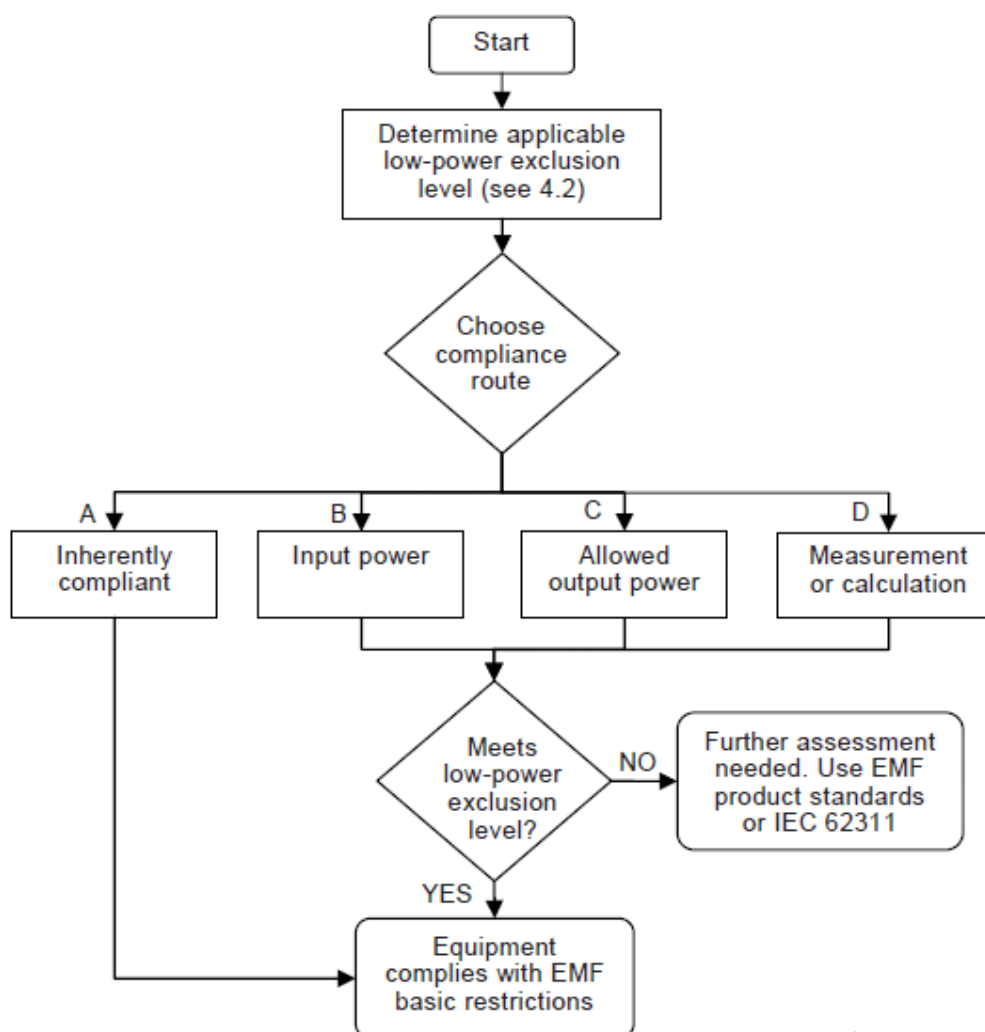 Start
Determine applicable
low-power exclusion
level (see 4.2)
Choose
compliance
route
A
B
C
D
Inherently
compliant
Input power
Allowed
output power
Measurement
or calculation
Meets
low-power
exclusion
level?
NO
Further assessment
needed. Use EMF
product standards
or IEC 62311
YES
Equipment
complies with EMF
basic restrictions